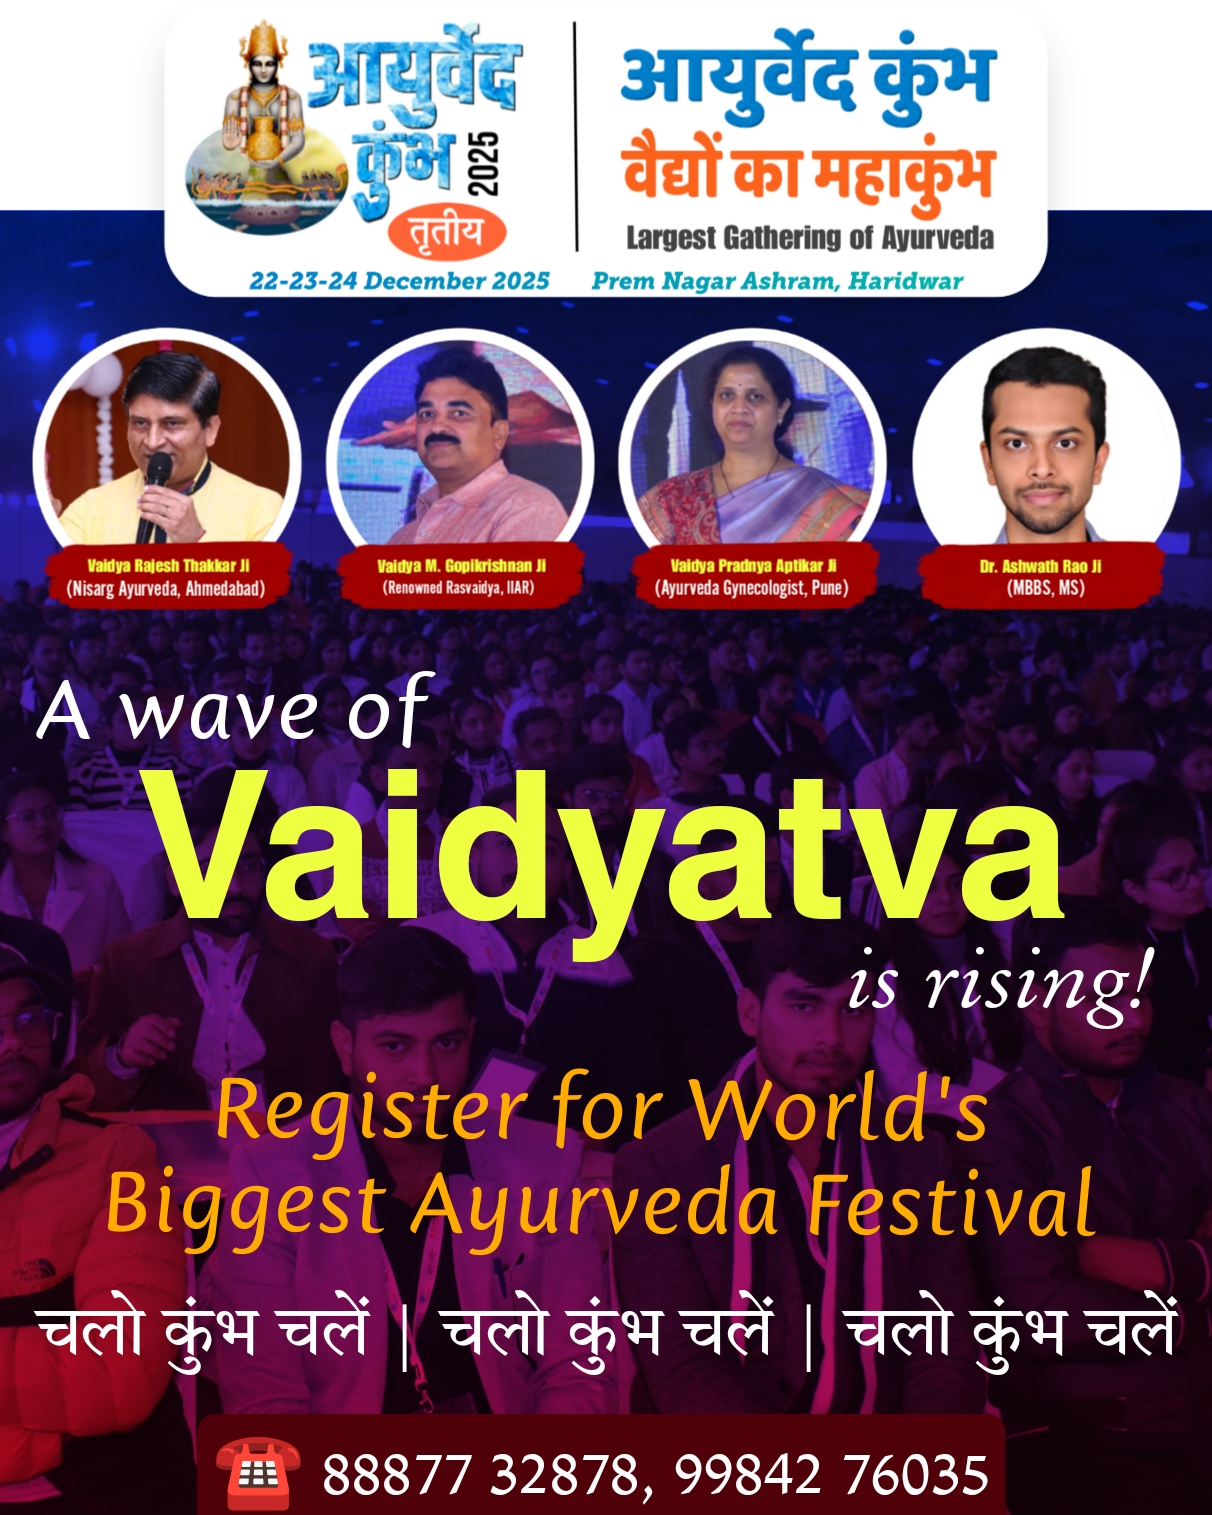 आयुर्वेद
कुंभ 2025
तृतीय
आयुर्वेद कुंभ
वैद्यों का महाकुंभ
Largest Gathering of Ayurveda
22-23-24 December 2025 Prem Nagar Ashram, Haridwar
Vaidya Rajesh Thakkar Ji
(Nisarg Ayurveda, Ahmedabad)
Vaidya M. Gopikrishnan Ji
(Renowned Rasvaidya, IIAR)
Vaidya Pradnya Aptikar Ji
(Ayurveda Gynecologist, Pune)
Dr. Ashwath Rao Ji
(MBBS, MS)
A wave of
Vaidyatva
is rising!
Register for World's
Biggest Ayurveda Festival
THE
NORTH
FACE
चलो कुंभ चलें | चलो कुंभ चलें | चलो कुंभ चलें
88877 32878, 99842 76035